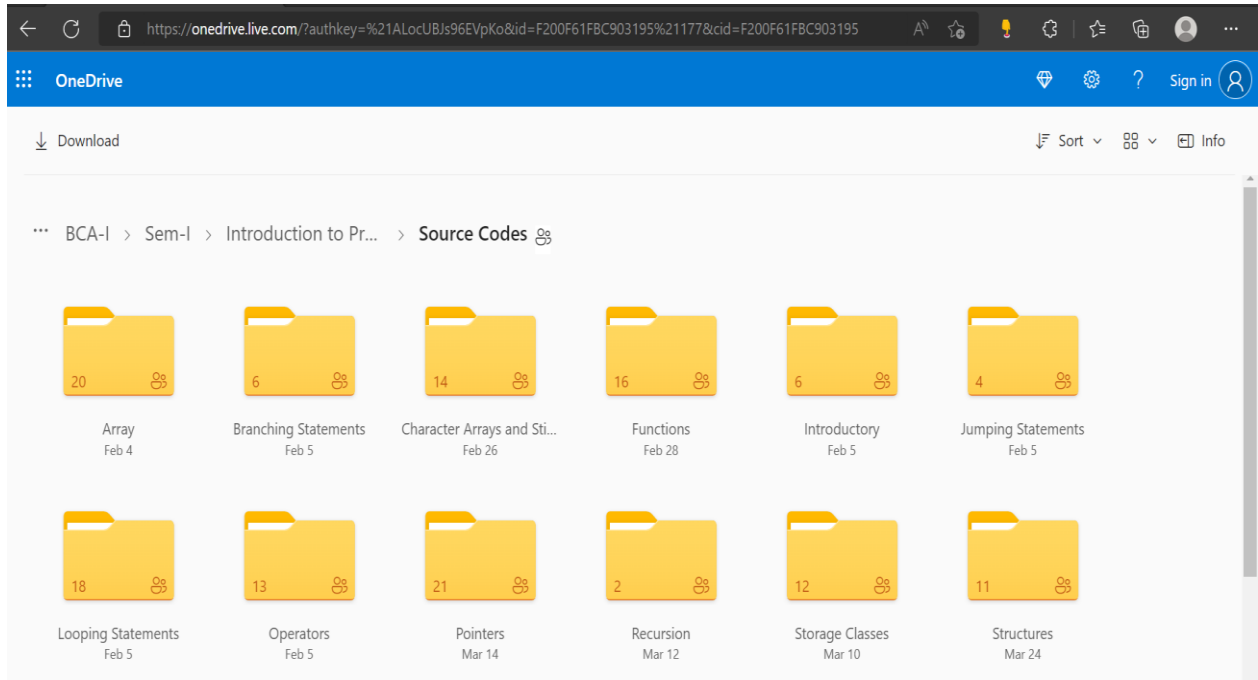 https://onedrive.live.com/?authkey=%21ALocUBJs96EVpKo&id=F200F61FBC903195%21177&cid=F200F61FBC903195
OneDrive ? Sign in
Download Sort Info
... BCA-I > Sem-I > Introduction to Pr... > Source Codes
20 6 14 16 6 4
Array Branching Statements Character Arrays and Sti... Functions Introductory Jumping Statements
Feb 4 Feb 5 Feb 26 Feb 28 Feb 5 Feb 5
18 13 21 2 12 11
Looping Statements Operators Pointers Recursion Storage Classes Structures
Feb 5 Feb 5 Mar 14 Mar 12 Mar 10 Mar 24